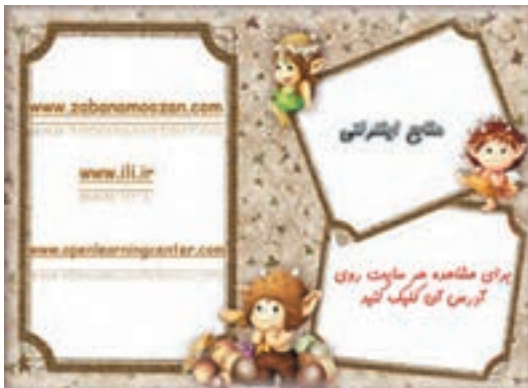 منابع اینترنتی
برای مشاهده هر سایت روی
آدرس آن کلیک کنید
www.zabanamoozan.com
www.ili.ir
www.openlearningcenter.com